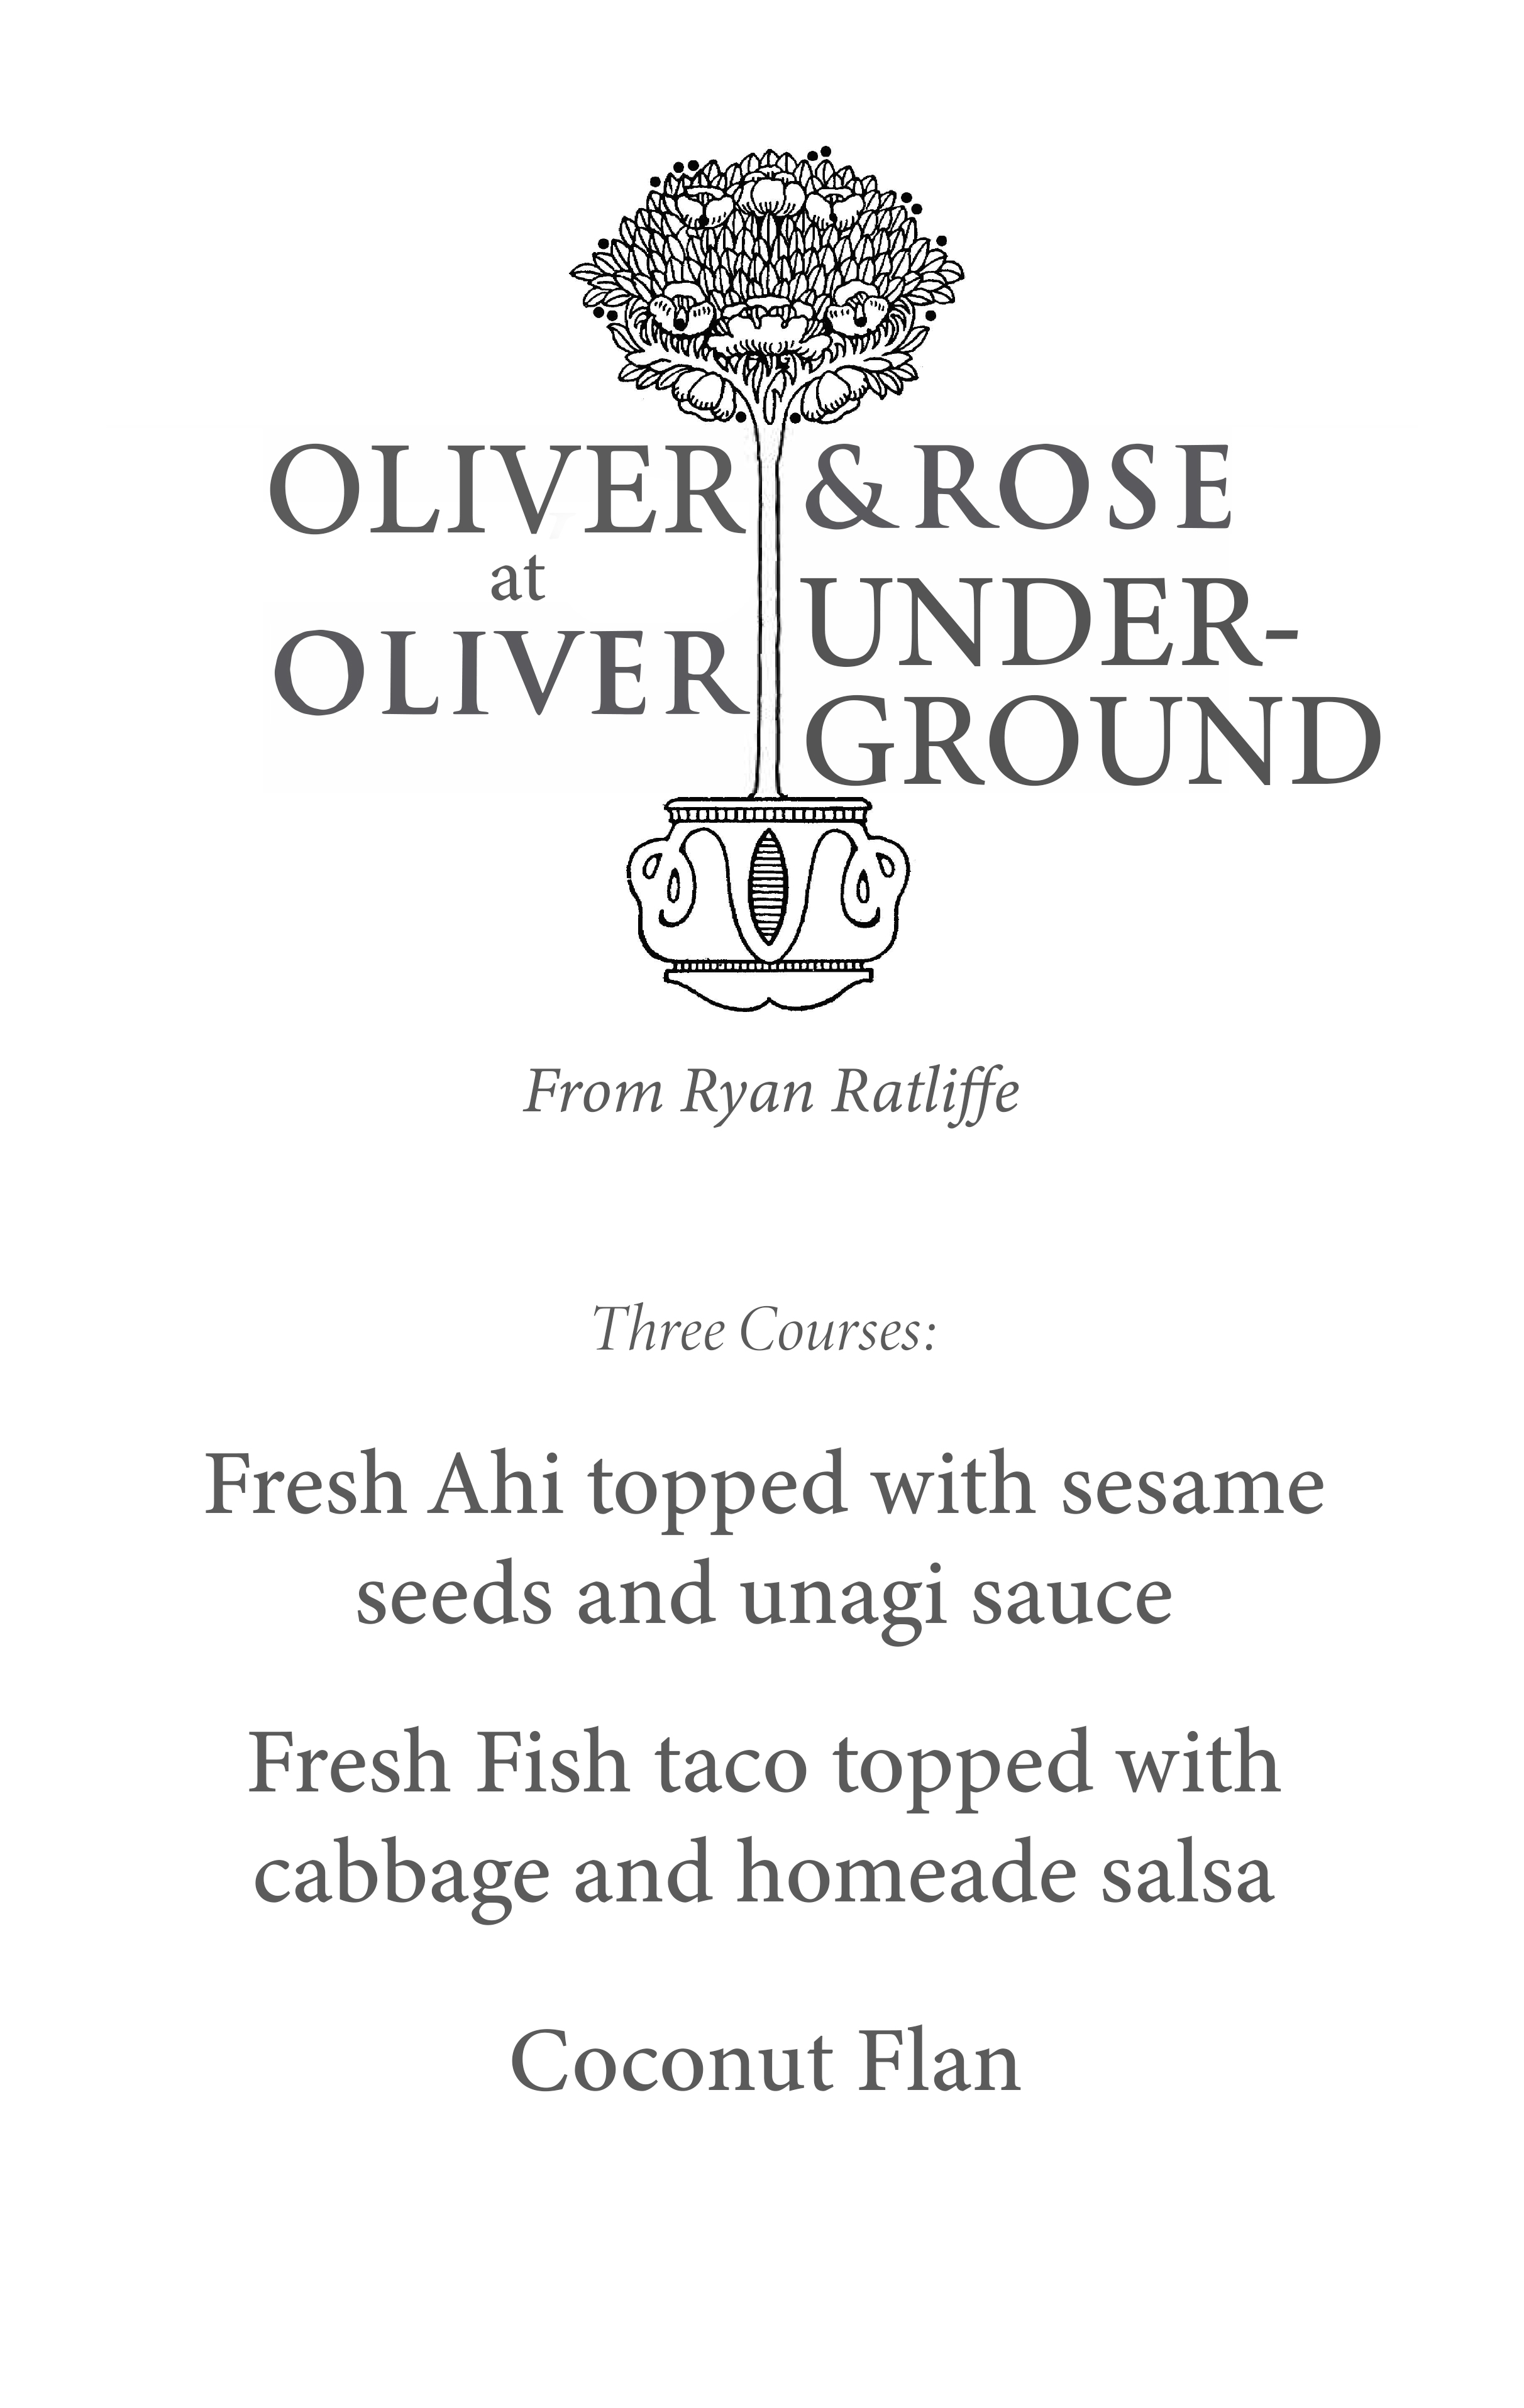 OLIVER & ROSE
at
OLIVER
UNDER-
GROUND
From Ryan Ratliffe
Three Courses:
Fresh Ahi topped with sesame
seeds and unagi sauce
Fresh Fish taco topped with
cabbage and homeade salsa
Coconut Flan